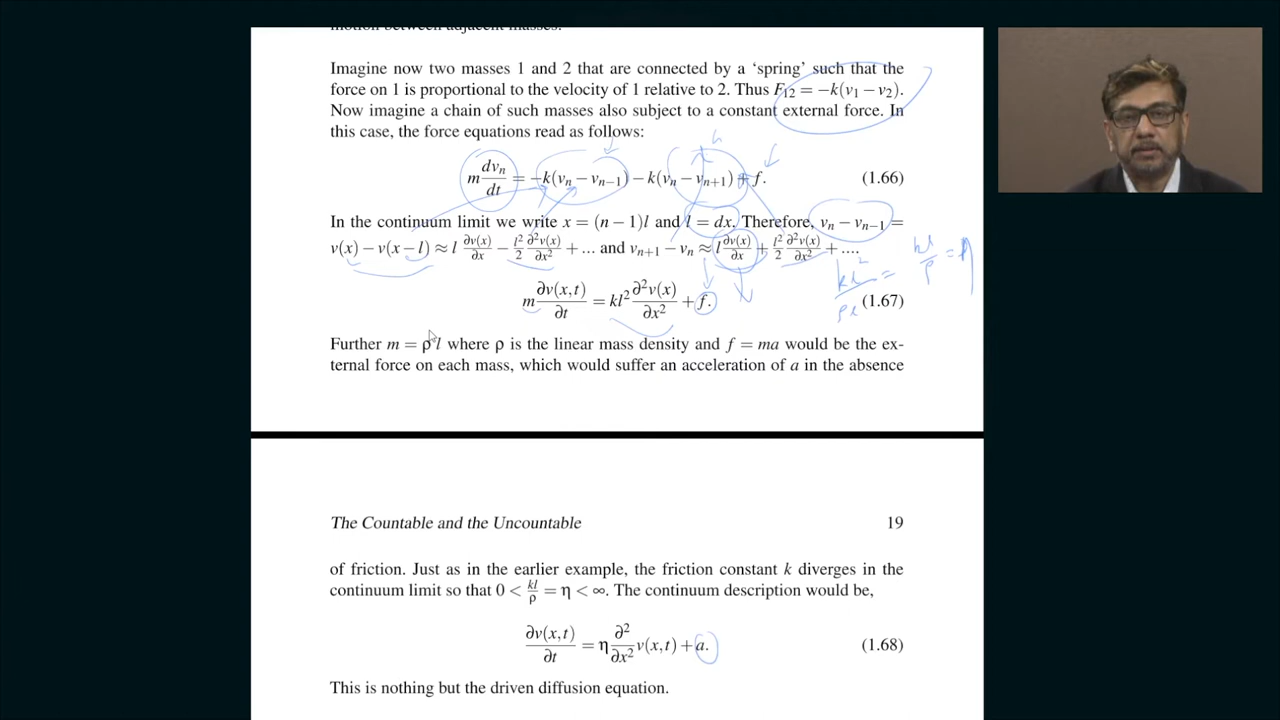 motion between adjacent masses.
Imagine now two masses 1 and 2 that are connected by a ‘spring’ such that the
force on 1 is proportional to the velocity of 1 relative to 2. Thus F₁₂ = −k(v₁ − v₂).
Now imagine a chain of such masses also subject to a constant external force. In
this case, the force equations read as follows:
m dvₙ/dt = −k(vₙ − vₙ₋₁) − k(vₙ − vₙ₊₁) + f. (1.66)
In the continuum limit we write x = (n − 1)l and l = dx. Therefore, vₙ − vₙ₋₁ =
v(x) − v(x − l) ≈ l ∂v(x)/∂x − l²/2 ∂²v(x)/∂x² + ... and vₙ₊₁ − vₙ ≈ l ∂v(x)/∂x + l²/2 ∂²v(x)/∂x² + ....
kl²/ρl = kl/ρ = η
m ∂v(x,t)/∂t = kl² ∂²v(x)/∂x² + f. (1.67)
Further m = ρ l where ρ is the linear mass density and f = ma would be the ex-
ternal force on each mass, which would suffer an acceleration of a in the absence
The Countable and the Uncountable 19
of friction. Just as in the earlier example, the friction constant k diverges in the
continuum limit so that 0 < kl/ρ = η < ∞. The continuum description would be,
∂v(x,t)/∂t = η ∂²/∂x² v(x,t) + a. (1.68)
This is nothing but the driven diffusion equation.